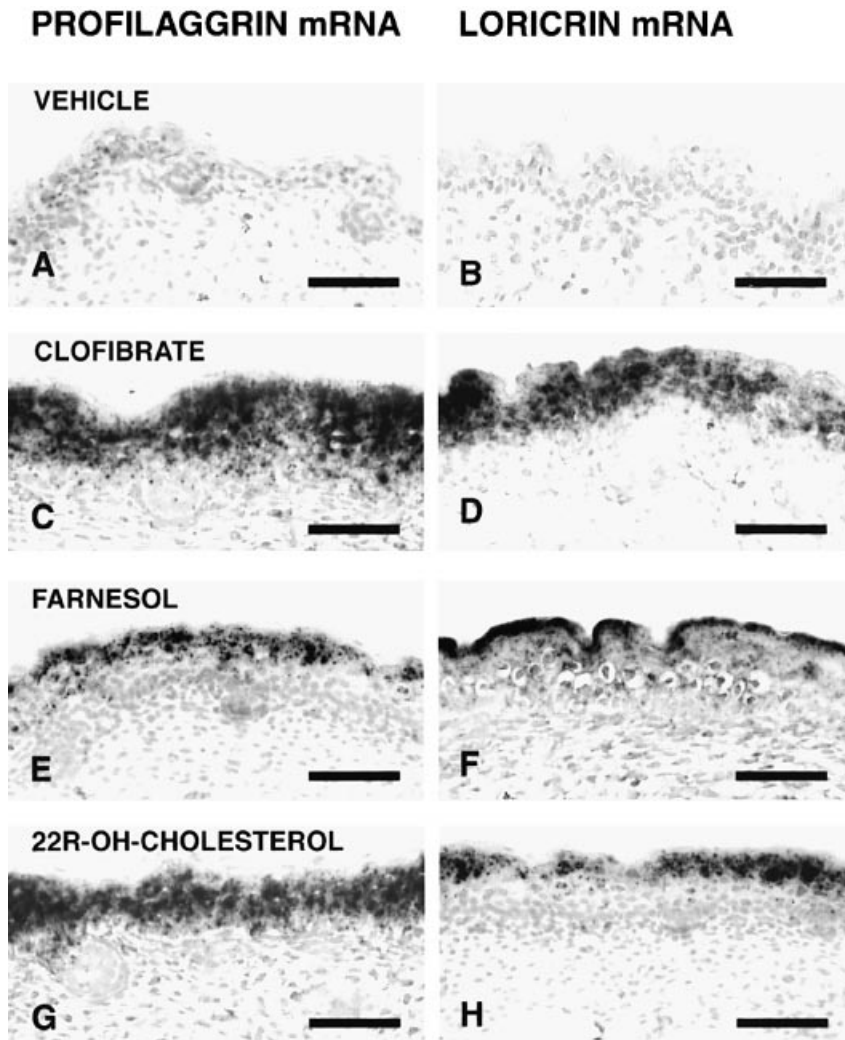 PROFILAGGRIN mRNA LORICRIN mRNA
VEHICLE
A B
CLOFIBRATE
C D
FARNESOL
E F
22R-OH-CHOLESTEROL
G H